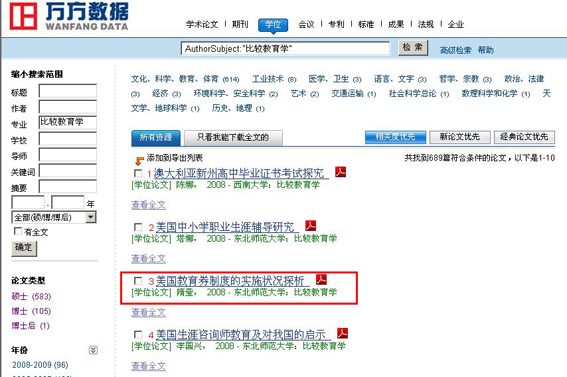 万方数据
WANFANG DATA
学术论文 | 期刊 学位 会议 | 专利 | 标准 | 成果 | 法规 | 企业
AuthorSubject:"比较教育学" 检索 高级检索 帮助
缩小搜索范围
标题
作者
专业 比较教育学
学校
导师
关键词
摘要
- 年
全部(硕/博/博后)
有全文
确定
论文类型
硕士 (583)
博士 (105)
博士后 (1)
年份
2008-2009 (96)
文化、科学、教育、体育 (614) 工业技术 (8) 医学、卫生 (3) 语言、文字 (3) 哲学、宗教 (3) 政治、法律
(3) 经济 (3) 环境科学、安全科学 (2) 艺术 (2) 交通运输 (1) 社会科学总论 (1) 数理科学和化学 (1) 天
文学、地球科学 (1) 历史、地理 (1)
所有资源 只看我能下载全文的 相关度优先 新论文优先 经典论文优先
添加到导出列表 共找到689篇符合条件的论文，以下是1-10
1 澳大利亚新州高中毕业证书考试探究
[学位论文] 陈娜， 2008 - 西南大学：比较教育学
查看全文
2 美国中小学职业生涯辅导研究
[学位论文] 塔娜， 2008 - 东北师范大学：比较教育学
查看全文
3 美国教育券制度的实施状况探析
[学位论文] 隋莹， 2008 - 东北师范大学：比较教育学
查看全文
4 美国生涯咨询师教育及对我国的启示
[学位论文] 李国兴， 2008 - 东北师范大学：比较教育学
查看全文